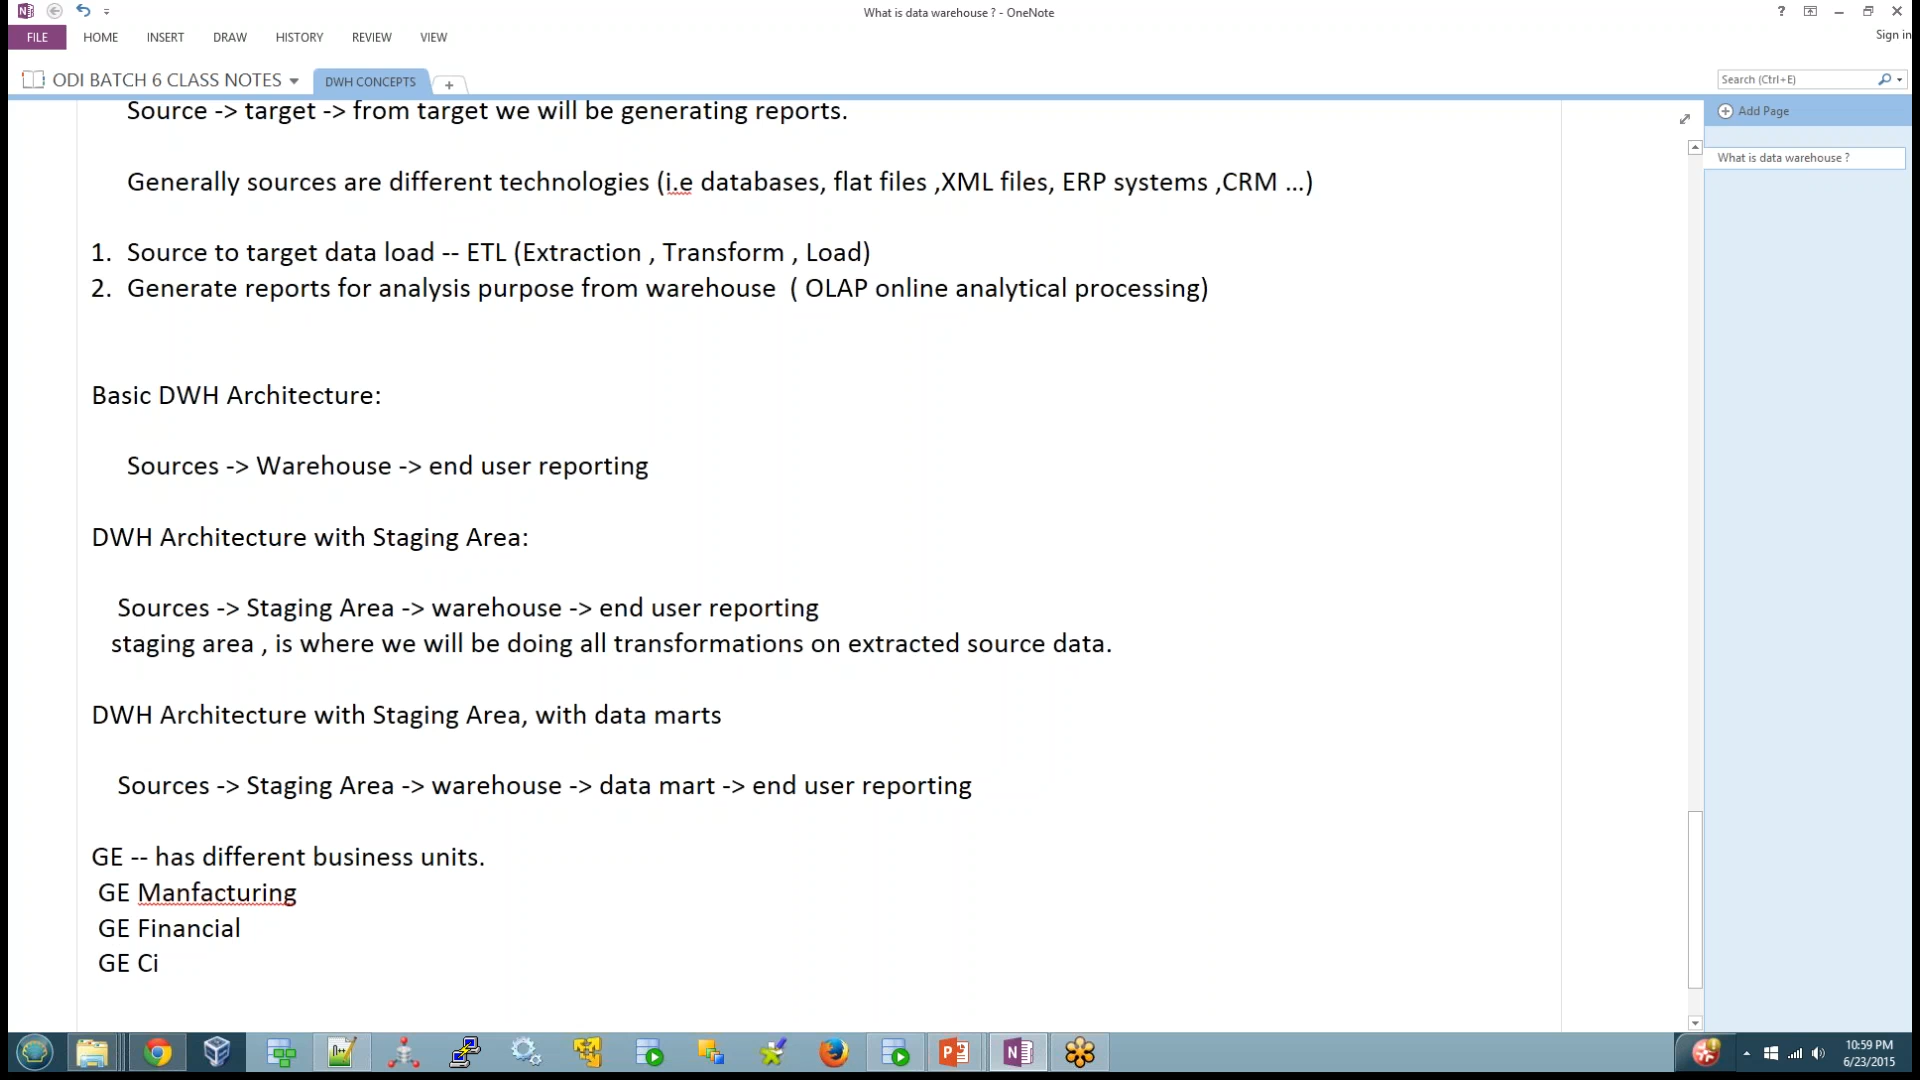 What is data warehouse ? - OneNote
?
Sign in
FILE HOME INSERT DRAW HISTORY REVIEW VIEW
ODI BATCH 6 CLASS NOTES DWH CONCEPTS +
Search (Ctrl+E)
Add Page
What is data warehouse ?
Source -> target -> from target we will be generating reports.
Generally sources are different technologies (i.e databases, flat files ,XML files, ERP systems ,CRM ...)
1. Source to target data load -- ETL (Extraction , Transform , Load)
2. Generate reports for analysis purpose from warehouse ( OLAP online analytical processing)
Basic DWH Architecture:
Sources -> Warehouse -> end user reporting
DWH Architecture with Staging Area:
Sources -> Staging Area -> warehouse -> end user reporting
staging area , is where we will be doing all transformations on extracted source data.
DWH Architecture with Staging Area, with data marts
Sources -> Staging Area -> warehouse -> data mart -> end user reporting
GE -- has different business units.
GE Manfacturing
GE Financial
GE Ci
10:59 PM
6/23/2015